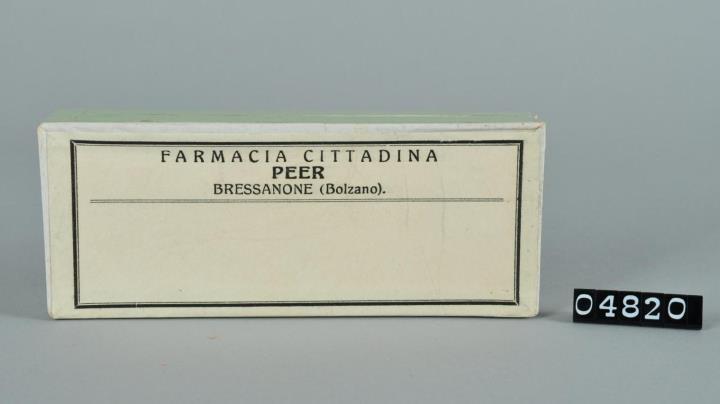 FARMACIA CITTADINA
PEER
BRESSANONE (Bolzano).
04820